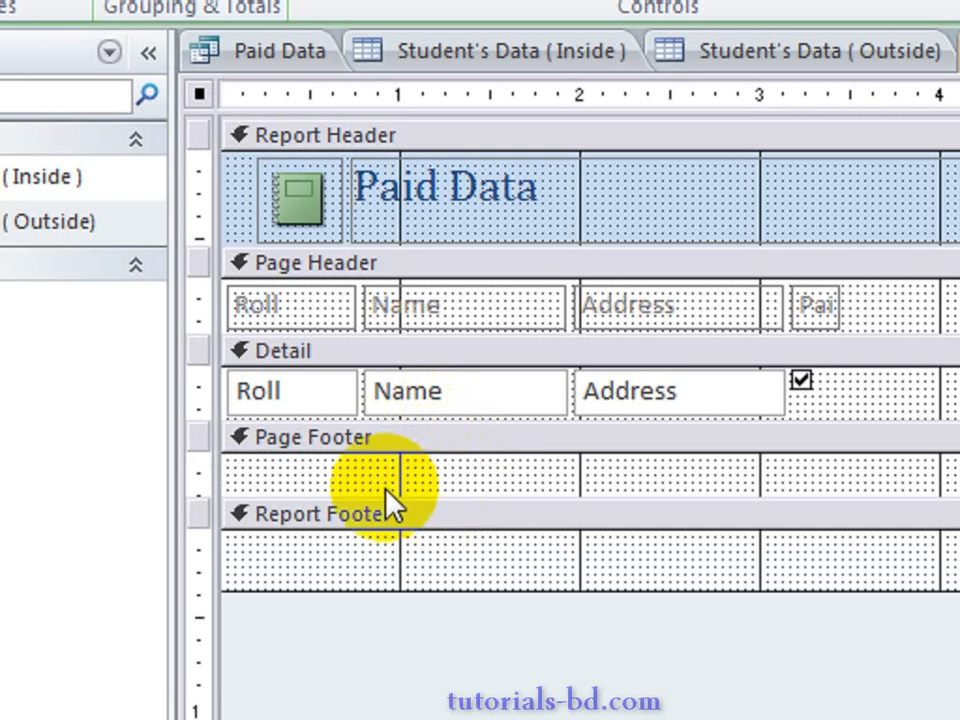 es
Grouping & Totals
Controls
Paid Data
Student's Data ( Inside )
Student's Data ( Outside)
1 2 3 4
Report Header
( Inside )
Paid Data
( Outside)
Page Header
Roll Name Address Pai
Detail
Roll Name Address
Page Footer
Report Foote
1
tutorials-bd.com